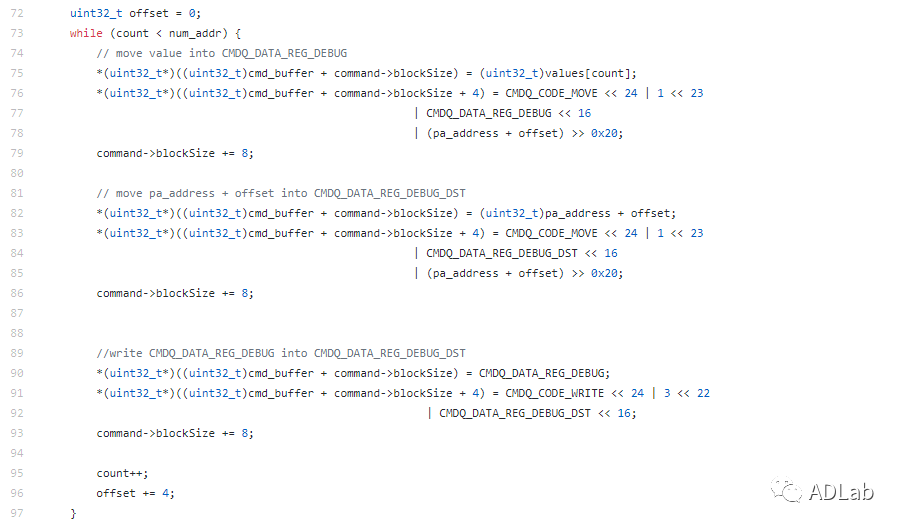 72 uint32_t offset = 0;
73 while (count < num_addr) {
74 // move value into CMDQ_DATA_REG_DEBUG
75 *(uint32_t*)((uint32_t)cmd_buffer + command->blockSize) = (uint32_t)values[count];
76 *(uint32_t*)((uint32_t)cmd_buffer + command->blockSize + 4) = CMDQ_CODE_MOVE << 24 | 1 << 23
77 | CMDQ_DATA_REG_DEBUG << 16
78 | (pa_address + offset) >> 0x20;
79 command->blockSize += 8;
80
81 // move pa_address + offset into CMDQ_DATA_REG_DEBUG_DST
82 *(uint32_t*)((uint32_t)cmd_buffer + command->blockSize) = (uint32_t)pa_address + offset;
83 *(uint32_t*)((uint32_t)cmd_buffer + command->blockSize + 4) = CMDQ_CODE_MOVE << 24 | 1 << 23
84 | CMDQ_DATA_REG_DEBUG_DST << 16
85 | (pa_address + offset) >> 0x20;
86 command->blockSize += 8;
87
88
89 //write CMDQ_DATA_REG_DEBUG into CMDQ_DATA_REG_DEBUG_DST
90 *(uint32_t*)((uint32_t)cmd_buffer + command->blockSize) = CMDQ_DATA_REG_DEBUG;
91 *(uint32_t*)((uint32_t)cmd_buffer + command->blockSize + 4) = CMDQ_CODE_WRITE << 24 | 3 << 22
92 | CMDQ_DATA_REG_DEBUG_DST << 16;
93 command->blockSize += 8;
94
95 count++;
96 offset += 4;
97 }
ADLab